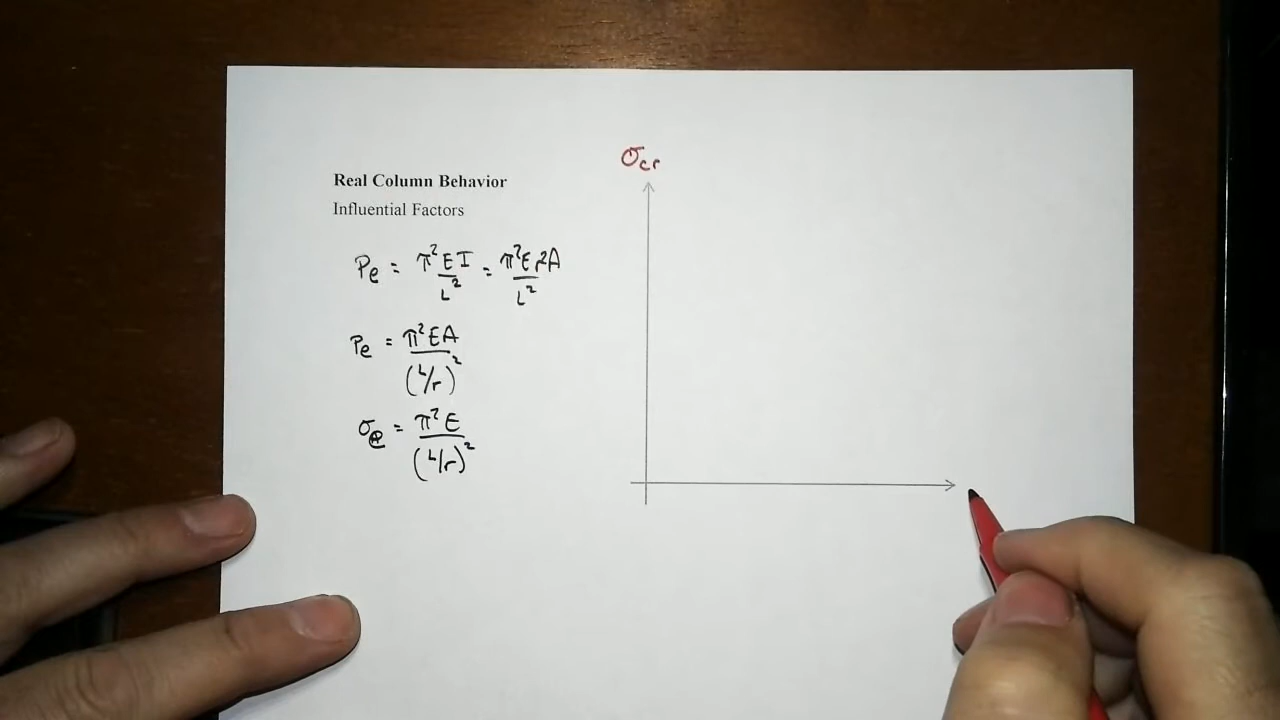 σcr
Real Column Behavior
Influential Factors
Pe = π²EI/L² = π²Er²A/L²
Pe = π²EA/(L/r)²
σe = π²E/(L/r)²